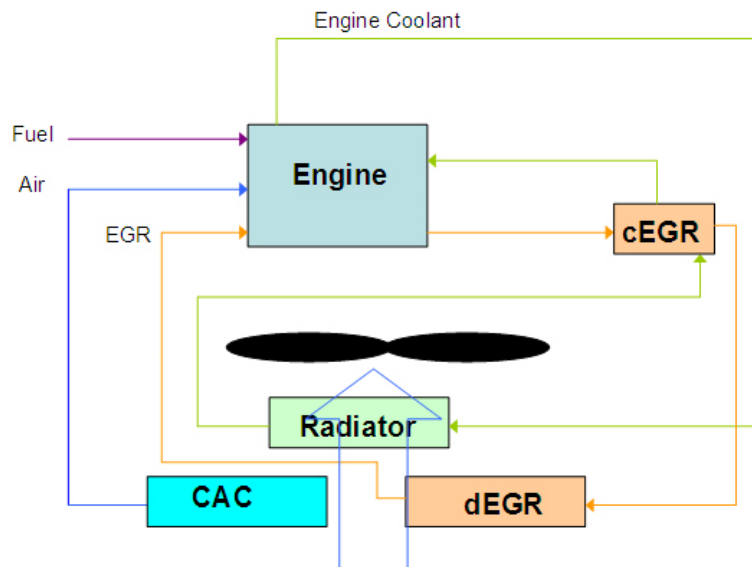 Engine Coolant
Fuel
Engine
Air
EGR
cEGR
Radiator
CAC
dEGR